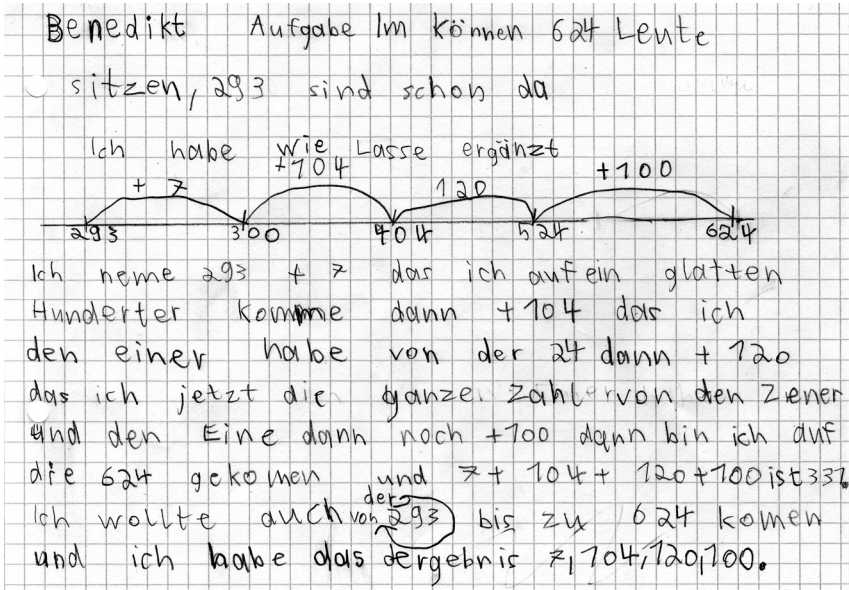 Benedikt Aufgabe Im können 624 Leute
sitzen, 293 sind schon da
Ich habe wie Lasse ergänzt
+ 7 +104 120 +100
293 300 404 524 624
Ich neme 293 + 7 das ich auf ein glatten
Hunderter komme dann +104 das ich
den einer habe von der 24 dann + 120
das ich jetzt die ganze Zahl von den Zener
und den Eine dann noch +100 dann bin ich auf
die 624 gekomen und 7+ 104+ 120+100 ist 331.
Ich wollte auch von der 293 bis zu 624 komen
und ich habe das ergebnis 7,104,120,100.